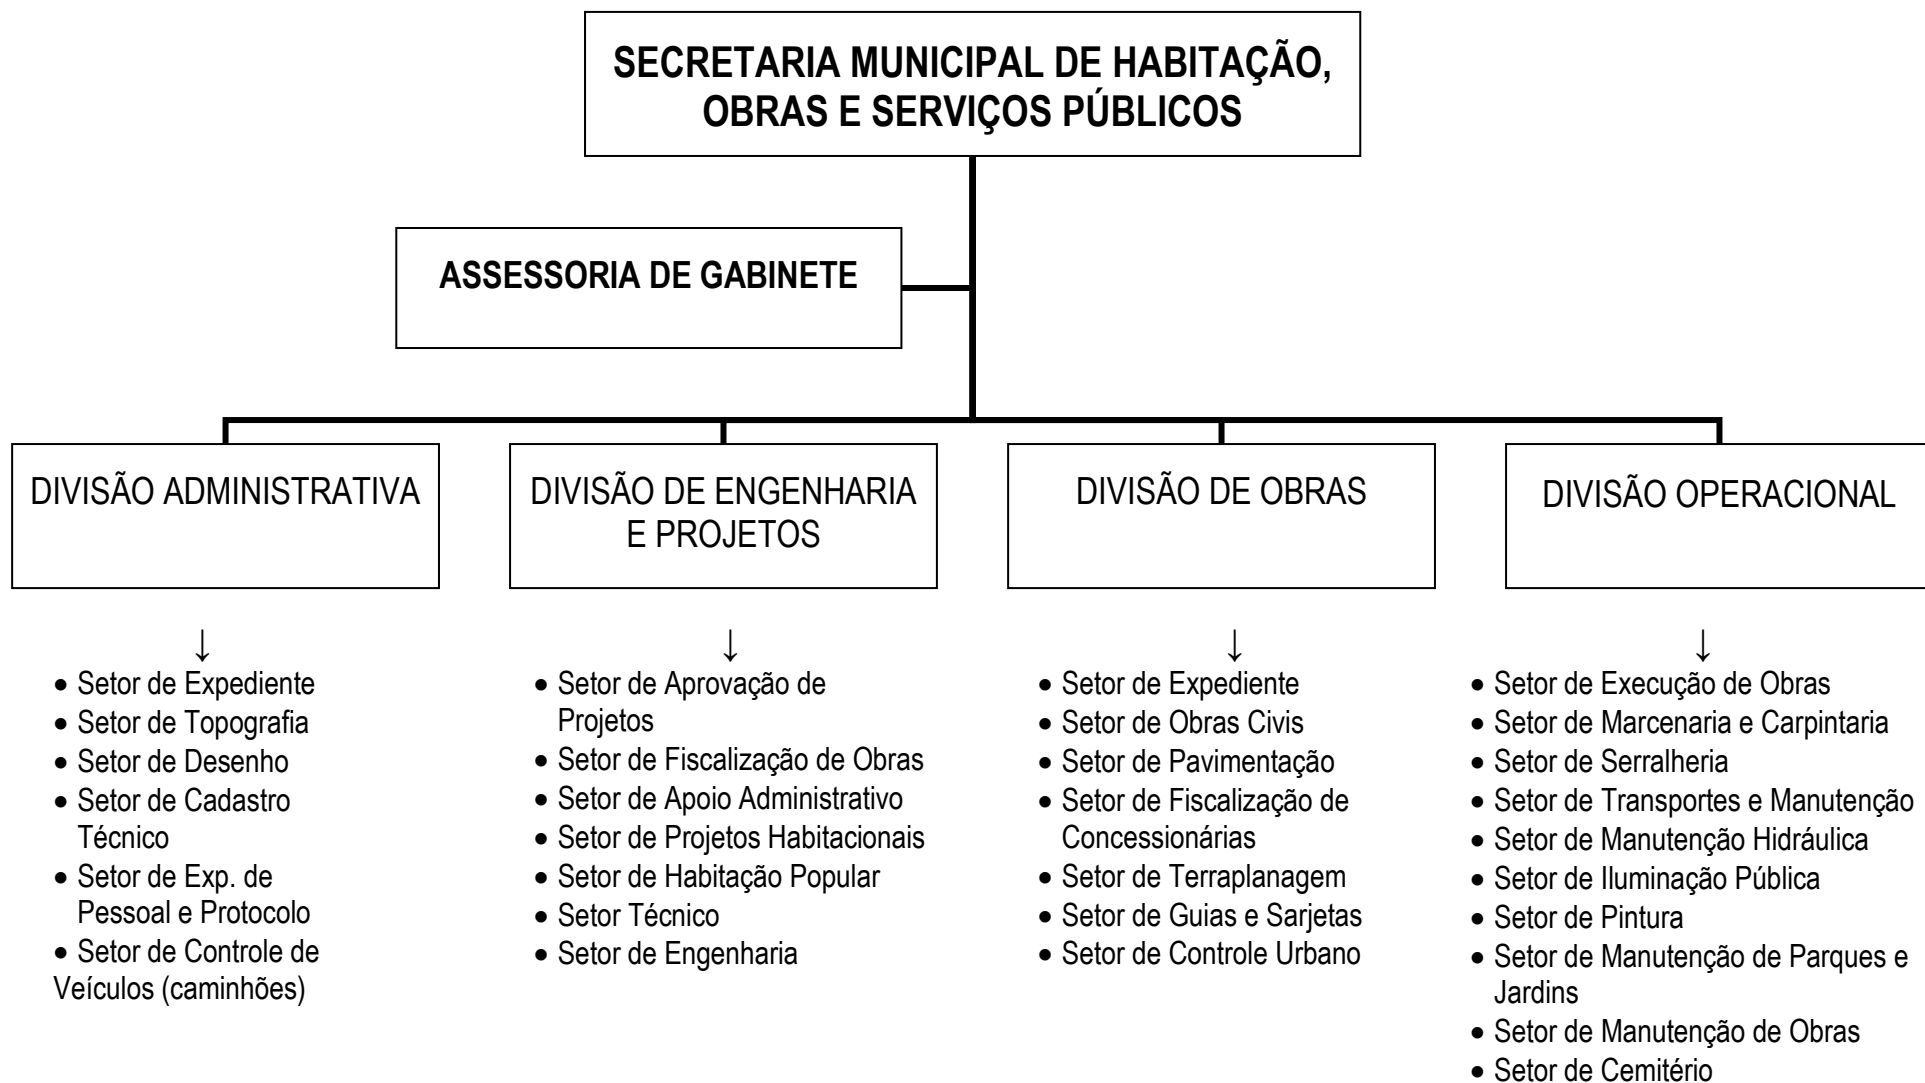 SECRETARIA MUNICIPAL DE HABITAÇÃO,
OBRAS E SERVIÇOS PÚBLICOS
ASSESSORIA DE GABINETE
DIVISÃO ADMINISTRATIVA
DIVISÃO DE ENGENHARIA
E PROJETOS
DIVISÃO DE OBRAS
DIVISÃO OPERACIONAL
↓
• Setor de Expediente
• Setor de Topografia
• Setor de Desenho
• Setor de Cadastro
Técnico
• Setor de Exp. de
Pessoal e Protocolo
• Setor de Controle de
Veículos (caminhões)
↓
• Setor de Aprovação de
Projetos
• Setor de Fiscalização de Obras
• Setor de Apoio Administrativo
• Setor de Projetos Habitacionais
• Setor de Habitação Popular
• Setor Técnico
• Setor de Engenharia
↓
• Setor de Expediente
• Setor de Obras Civis
• Setor de Pavimentação
• Setor de Fiscalização de
Concessionárias
• Setor de Terraplanagem
• Setor de Guias e Sarjetas
• Setor de Controle Urbano
↓
• Setor de Execução de Obras
• Setor de Marcenaria e Carpintaria
• Setor de Serralheria
• Setor de Transportes e Manutenção
• Setor de Manutenção Hidráulica
• Setor de Iluminação Pública
• Setor de Pintura
• Setor de Manutenção de Parques e
Jardins
• Setor de Manutenção de Obras
• Setor de Cemitério